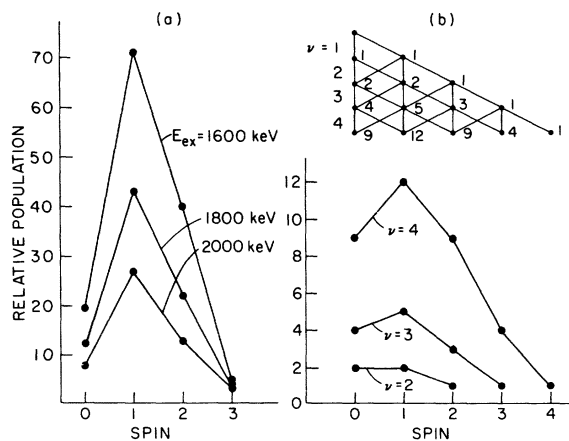 (a)
(b)
RELATIVE POPULATION
70
60
50
40
30
20
10
E_ex = 1600 keV
1800 keV
2000 keV
0 1 2 3
SPIN
ν = 1 1 1
2 2 2 1
3 4 5 3 1
4 9 12 9 4 1
12
10
8
6
4
2
0
ν = 4
ν = 3
ν = 2
0 1 2 3 4
SPIN